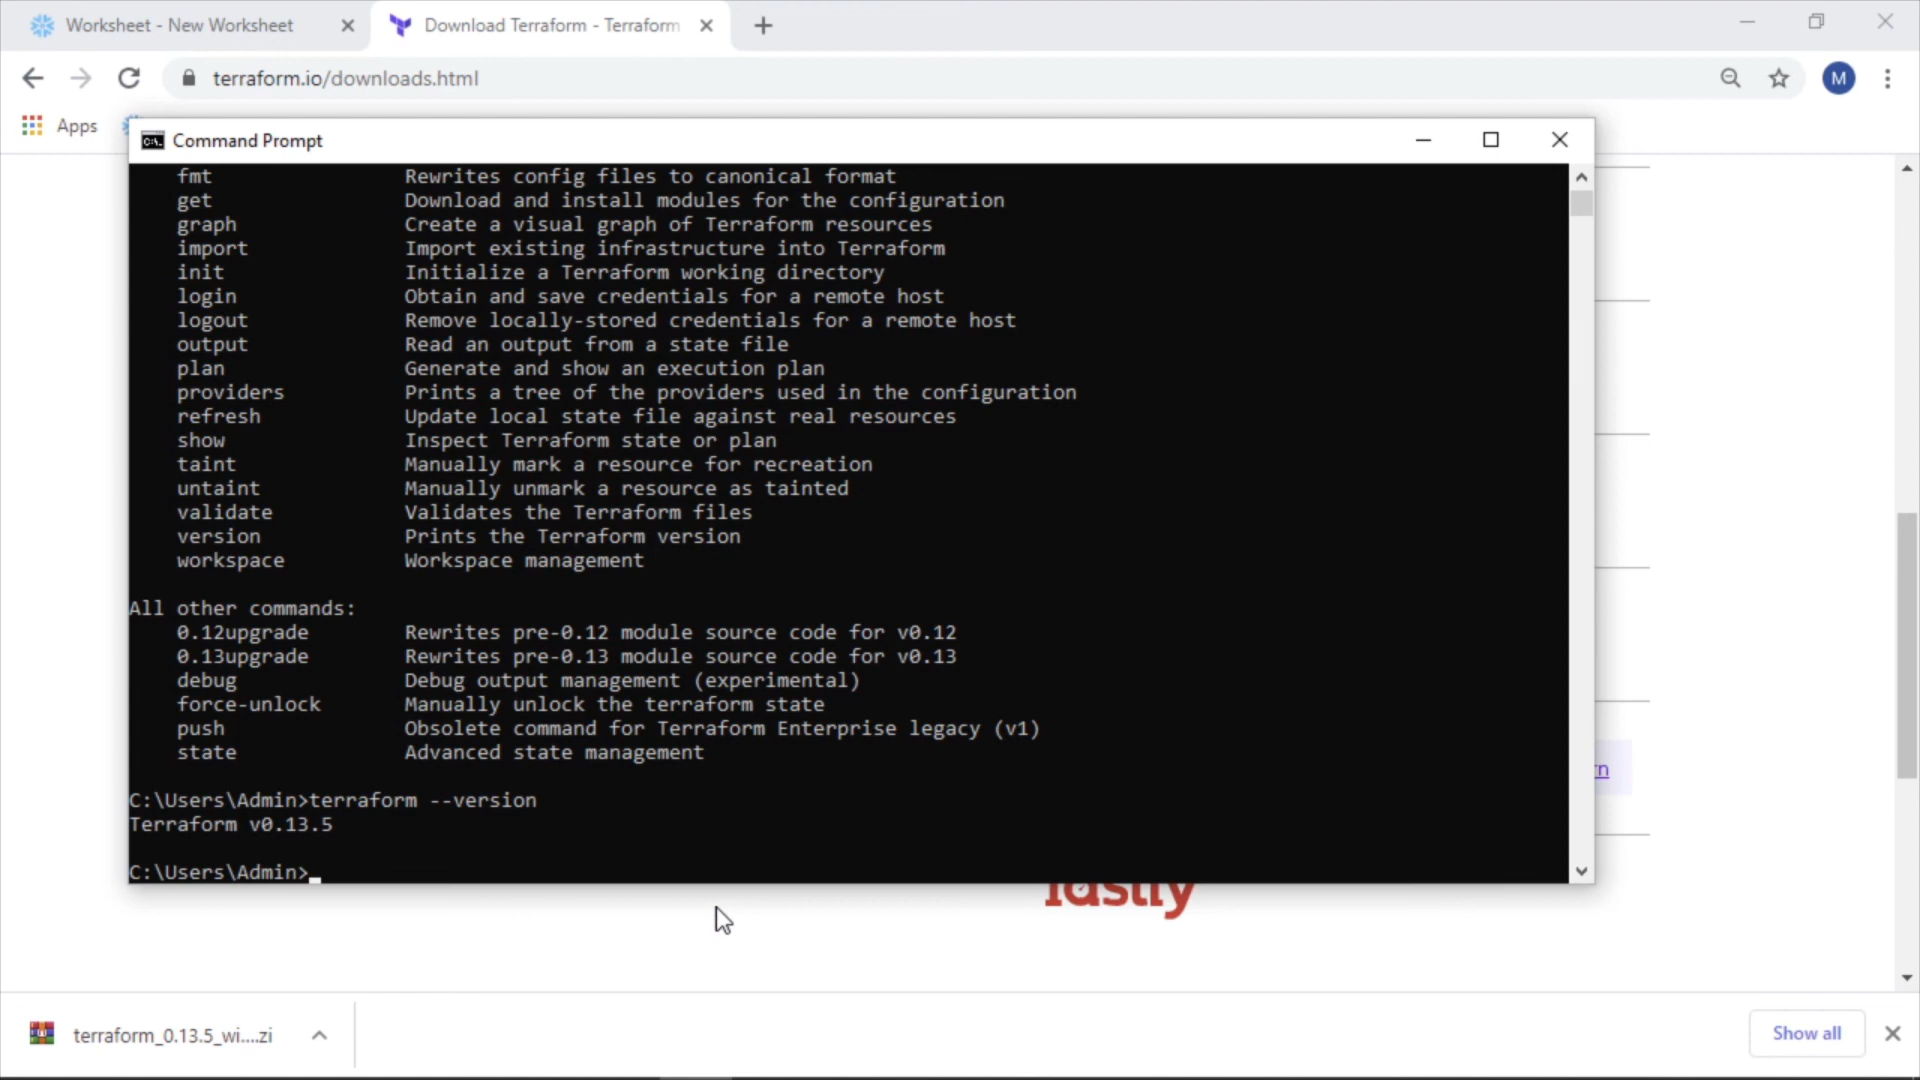 Worksheet - New Worksheet
Download Terraform - Terraform
terraform.io/downloads.html
M
Apps
Command Prompt
fmt Rewrites config files to canonical format
get Download and install modules for the configuration
graph Create a visual graph of Terraform resources
import Import existing infrastructure into Terraform
init Initialize a Terraform working directory
login Obtain and save credentials for a remote host
logout Remove locally-stored credentials for a remote host
output Read an output from a state file
plan Generate and show an execution plan
providers Prints a tree of the providers used in the configuration
refresh Update local state file against real resources
show Inspect Terraform state or plan
taint Manually mark a resource for recreation
untaint Manually unmark a resource as tainted
validate Validates the Terraform files
version Prints the Terraform version
workspace Workspace management
All other commands:
0.12upgrade Rewrites pre-0.12 module source code for v0.12
0.13upgrade Rewrites pre-0.13 module source code for v0.13
debug Debug output management (experimental)
force-unlock Manually unlock the terraform state
push Obsolete command for Terraform Enterprise legacy (v1)
state Advanced state management
C:\Users\Admin>terraform --version
Terraform v0.13.5
C:\Users\Admin>_
fastly
terraform_0.13.5_wi....zi
Show all